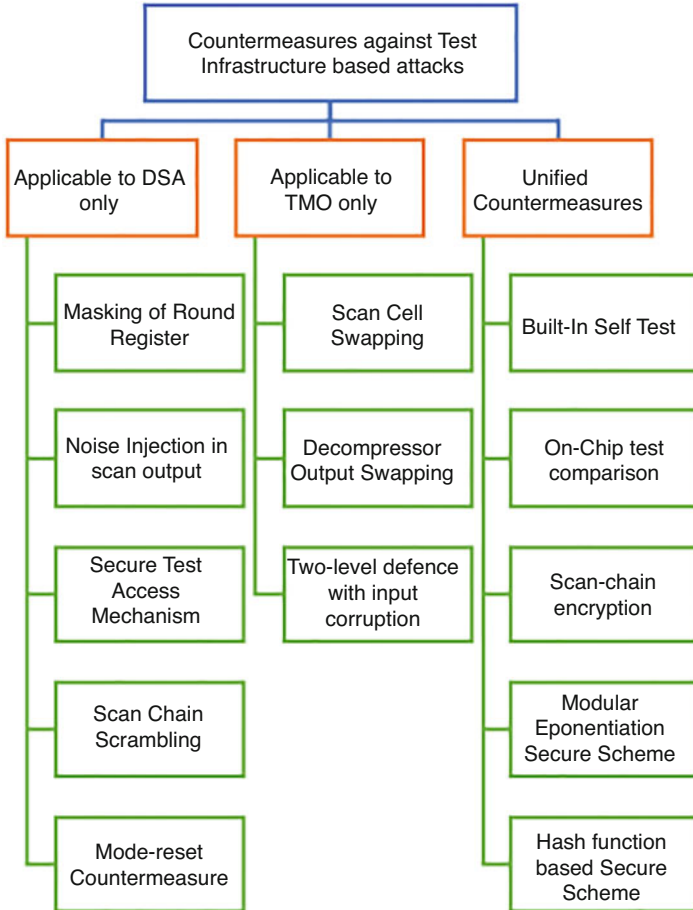 Countermeasures against Test
Infrastructure based attacks
Applicable to DSA
only
Masking of Round
Register
Noise Injection in
scan output
Secure Test
Access
Mechanism
Scan Chain
Scrambling
Mode-reset
Countermeasure
Applicable to
TMO only
Scan Cell
Swapping
Decompressor
Output Swapping
Two-level defence
with input
corruption
Unified
Countermeasures
Built-In Self Test
On-Chip test
comparison
Scan-chain
encryption
Modular
Eponentiation
Secure Scheme
Hash function
based Secure
Scheme